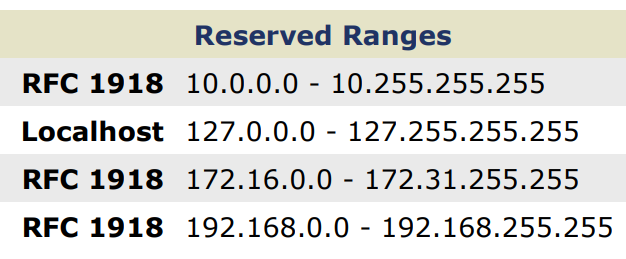 Reserved Ranges
RFC 1918 10.0.0.0 - 10.255.255.255
Localhost 127.0.0.0 - 127.255.255.255
RFC 1918 172.16.0.0 - 172.31.255.255
RFC 1918 192.168.0.0 - 192.168.255.255